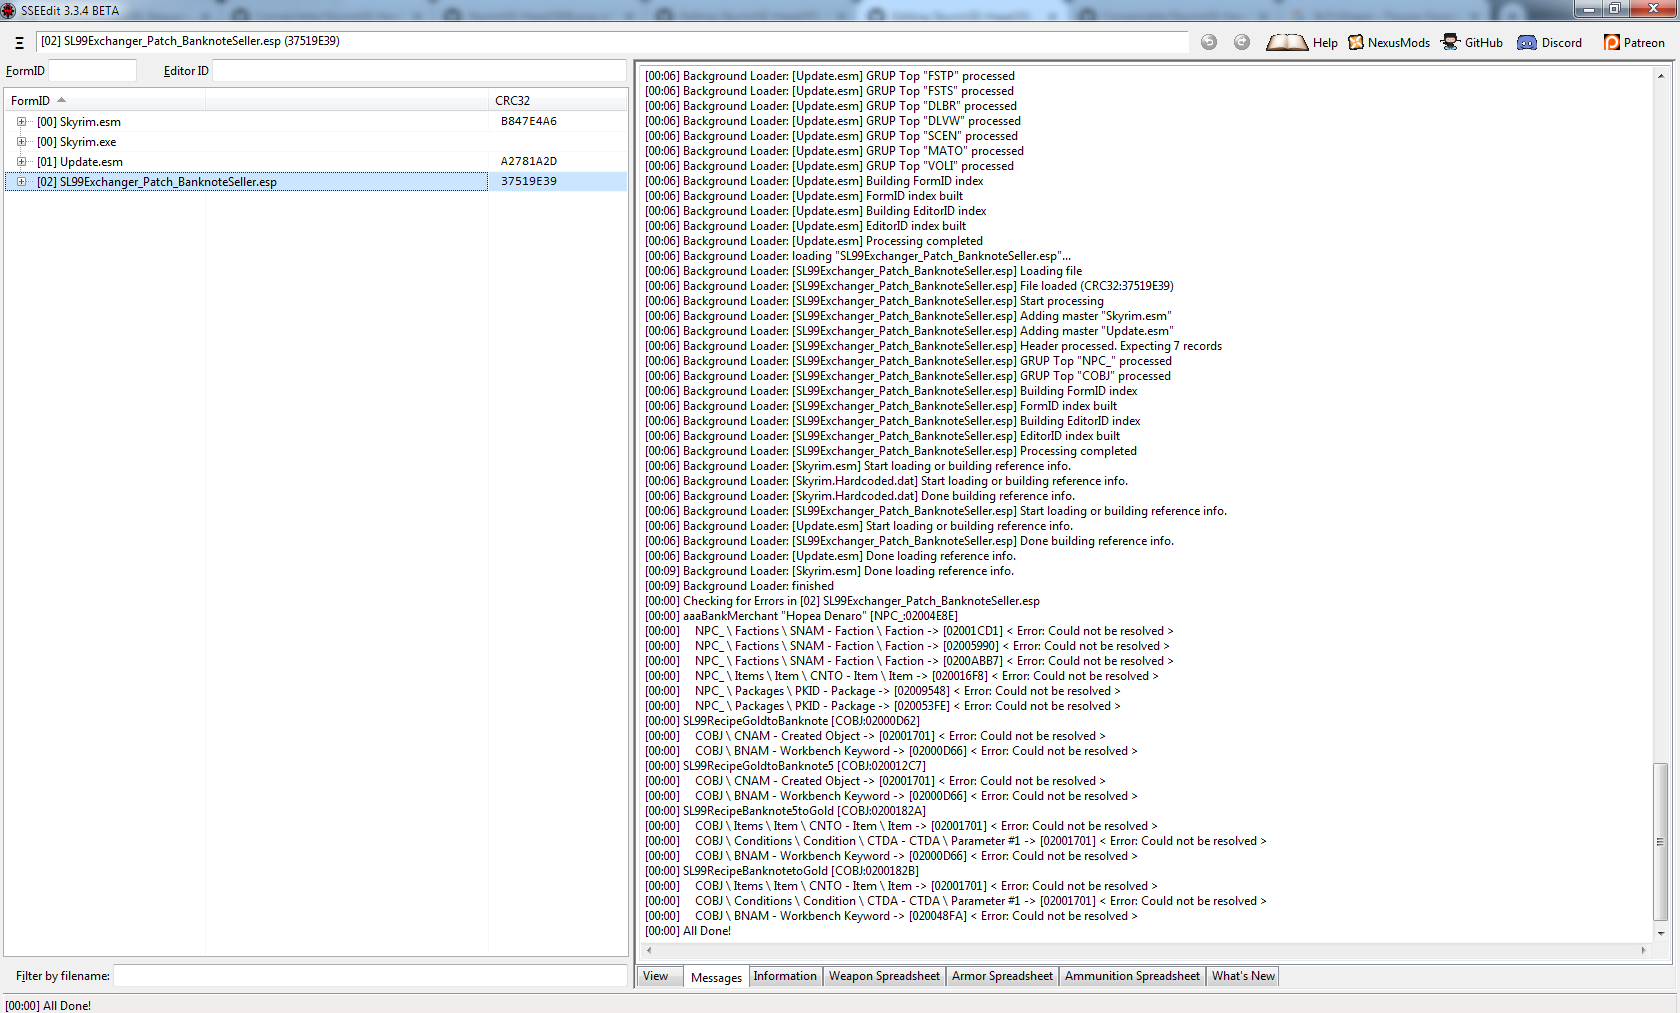 SSEEdit 3.3.4 BETA
[02] SL99Exchanger_Patch_BanknoteSeller.esp (37519E39)
Help NexusMods GitHub Discord Patreon
FormID Editor ID
FormID CRC32
[00] Skyrim.esm B847E4A6
[00] Skyrim.exe
[01] Update.esm A2781A2D
[02] SL99Exchanger_Patch_BanknoteSeller.esp 37519E39
[00:06] Background Loader: [Update.esm] GRUP Top "FSTP" processed
[00:06] Background Loader: [Update.esm] GRUP Top "FSTS" processed
[00:06] Background Loader: [Update.esm] GRUP Top "DLBR" processed
[00:06] Background Loader: [Update.esm] GRUP Top "DLVW" processed
[00:06] Background Loader: [Update.esm] GRUP Top "SCEN" processed
[00:06] Background Loader: [Update.esm] GRUP Top "MATO" processed
[00:06] Background Loader: [Update.esm] GRUP Top "VOLI" processed
[00:06] Background Loader: [Update.esm] Building FormID index
[00:06] Background Loader: [Update.esm] FormID index built
[00:06] Background Loader: [Update.esm] Building EditorID index
[00:06] Background Loader: [Update.esm] EditorID index built
[00:06] Background Loader: [Update.esm] Processing completed
[00:06] Background Loader: loading "SL99Exchanger_Patch_BanknoteSeller.esp"...
[00:06] Background Loader: [SL99Exchanger_Patch_BanknoteSeller.esp] Loading file
[00:06] Background Loader: [SL99Exchanger_Patch_BanknoteSeller.esp] File loaded (CRC32:37519E39)
[00:06] Background Loader: [SL99Exchanger_Patch_BanknoteSeller.esp] Start processing
[00:06] Background Loader: [SL99Exchanger_Patch_BanknoteSeller.esp] Adding master "Skyrim.esm"
[00:06] Background Loader: [SL99Exchanger_Patch_BanknoteSeller.esp] Adding master "Update.esm"
[00:06] Background Loader: [SL99Exchanger_Patch_BanknoteSeller.esp] Header processed. Expecting 7 records
[00:06] Background Loader: [SL99Exchanger_Patch_BanknoteSeller.esp] GRUP Top "NPC_" processed
[00:06] Background Loader: [SL99Exchanger_Patch_BanknoteSeller.esp] GRUP Top "COBJ" processed
[00:06] Background Loader: [SL99Exchanger_Patch_BanknoteSeller.esp] Building FormID index
[00:06] Background Loader: [SL99Exchanger_Patch_BanknoteSeller.esp] FormID index built
[00:06] Background Loader: [SL99Exchanger_Patch_BanknoteSeller.esp] Building EditorID index
[00:06] Background Loader: [SL99Exchanger_Patch_BanknoteSeller.esp] EditorID index built
[00:06] Background Loader: [SL99Exchanger_Patch_BanknoteSeller.esp] Processing completed
[00:06] Background Loader: [Skyrim.esm] Start loading or building reference info.
[00:06] Background Loader: [Skyrim.Hardcoded.dat] Start loading or building reference info.
[00:06] Background Loader: [Skyrim.Hardcoded.dat] Done building reference info.
[00:06] Background Loader: [SL99Exchanger_Patch_BanknoteSeller.esp] Start loading or building reference info.
[00:06] Background Loader: [Update.esm] Start loading or building reference info.
[00:06] Background Loader: [SL99Exchanger_Patch_BanknoteSeller.esp] Done building reference info.
[00:06] Background Loader: [Update.esm] Done loading reference info.
[00:09] Background Loader: [Skyrim.esm] Done loading reference info.
[00:09] Background Loader: finished
[00:00] Checking for Errors in [02] SL99Exchanger_Patch_BanknoteSeller.esp
[00:00] aaaBankMerchant "Hopea Denaro" [NPC_:02004E8E]
[00:00] NPC_ \ Factions \ SNAM - Faction \ Faction -> [02001CD1] < Error: Could not be resolved >
[00:00] NPC_ \ Factions \ SNAM - Faction \ Faction -> [02005990] < Error: Could not be resolved >
[00:00] NPC_ \ Factions \ SNAM - Faction \ Faction -> [0200ABB7] < Error: Could not be resolved >
[00:00] NPC_ \ Items \ Item \ CNTO - Item \ Item -> [020016F8] < Error: Could not be resolved >
[00:00] NPC_ \ Packages \ PKID - Package -> [02009548] < Error: Could not be resolved >
[00:00] NPC_ \ Packages \ PKID - Package -> [020053FE] < Error: Could not be resolved >
[00:00] SL99RecipeGoldtoBanknote [COBJ:02000D62]
[00:00] COBJ \ CNAM - Created Object -> [02001701] < Error: Could not be resolved >
[00:00] COBJ \ BNAM - Workbench Keyword -> [02000D66] < Error: Could not be resolved >
[00:00] SL99RecipeGoldtoBanknote5 [COBJ:020012C7]
[00:00] COBJ \ CNAM - Created Object -> [02001701] < Error: Could not be resolved >
[00:00] COBJ \ BNAM - Workbench Keyword -> [02000D66] < Error: Could not be resolved >
[00:00] SL99RecipeBanknote5toGold [COBJ:0200182A]
[00:00] COBJ \ Items \ Item \ CNTO - Item \ Item -> [02001701] < Error: Could not be resolved >
[00:00] COBJ \ Conditions \ Condition \ CTDA - CTDA \ Parameter #1 -> [02001701] < Error: Could not be resolved >
[00:00] COBJ \ BNAM - Workbench Keyword -> [02000D66] < Error: Could not be resolved >
[00:00] SL99RecipeBanknotetoGold [COBJ:0200182B]
[00:00] COBJ \ Items \ Item \ CNTO - Item \ Item -> [02001701] < Error: Could not be resolved >
[00:00] COBJ \ Conditions \ Condition \ CTDA - CTDA \ Parameter #1 -> [02001701] < Error: Could not be resolved >
[00:00] COBJ \ BNAM - Workbench Keyword -> [020048FA] < Error: Could not be resolved >
[00:00] All Done!
Filter by filename:
View Messages Information Weapon Spreadsheet Armor Spreadsheet Ammunition Spreadsheet What's New
[00:00] All Done!